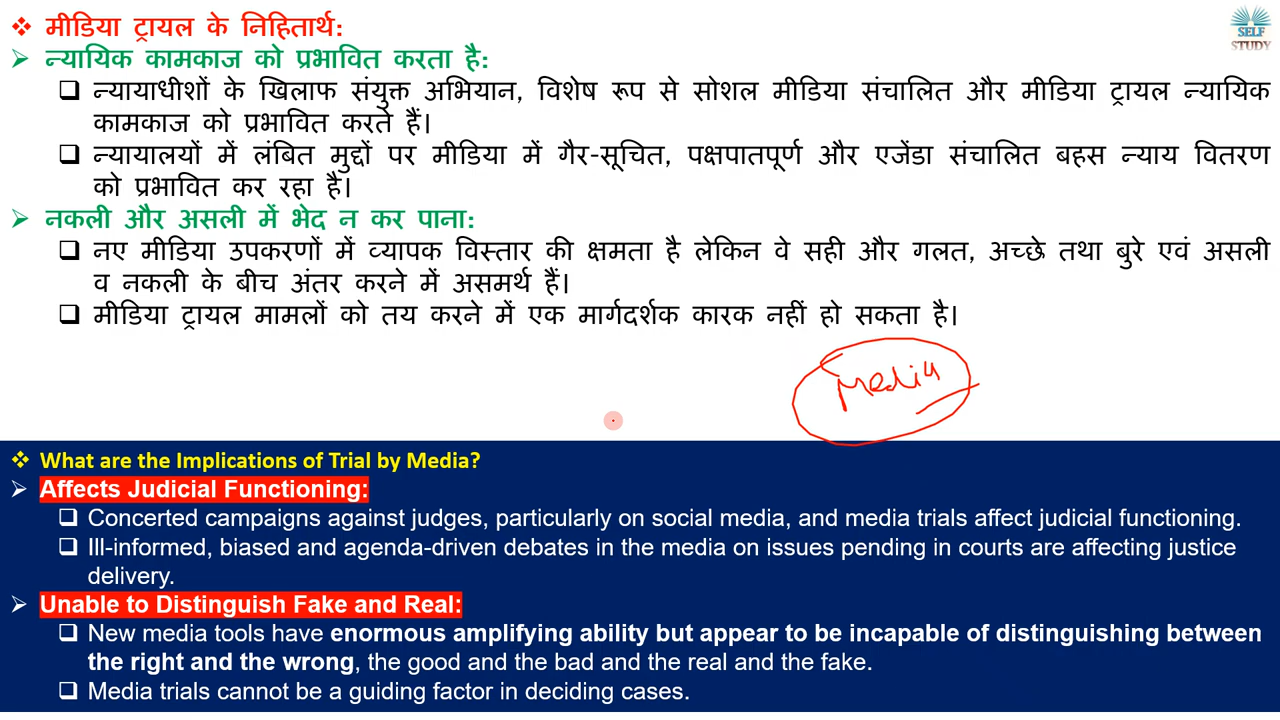 ❖ मीडिया ट्रायल के निहितार्थ:
SELF
STUDY
➢ न्यायिक कामकाज को प्रभावित करता है:
❑ न्यायाधीशों के खिलाफ संयुक्त अभियान, विशेष रूप से सोशल मीडिया संचालित और मीडिया ट्रायल न्यायिक
कामकाज को प्रभावित करते हैं।
❑ न्यायालयों में लंबित मुद्दों पर मीडिया में गैर-सूचित, पक्षपातपूर्ण और एजेंडा संचालित बहस न्याय वितरण
को प्रभावित कर रहा है।
➢ नकली और असली में भेद न कर पाना:
❑ नए मीडिया उपकरणों में व्यापक विस्तार की क्षमता है लेकिन वे सही और गलत, अच्छे तथा बुरे एवं असली
व नकली के बीच अंतर करने में असमर्थ हैं।
❑ मीडिया ट्रायल मामलों को तय करने में एक मार्गदर्शक कारक नहीं हो सकता है।
Media
❖ What are the Implications of Trial by Media?
➢ Affects Judicial Functioning:
❑ Concerted campaigns against judges, particularly on social media, and media trials affect judicial functioning.
❑ Ill-informed, biased and agenda-driven debates in the media on issues pending in courts are affecting justice
delivery.
➢ Unable to Distinguish Fake and Real:
❑ New media tools have enormous amplifying ability but appear to be incapable of distinguishing between
the right and the wrong, the good and the bad and the real and the fake.
❑ Media trials cannot be a guiding factor in deciding cases.